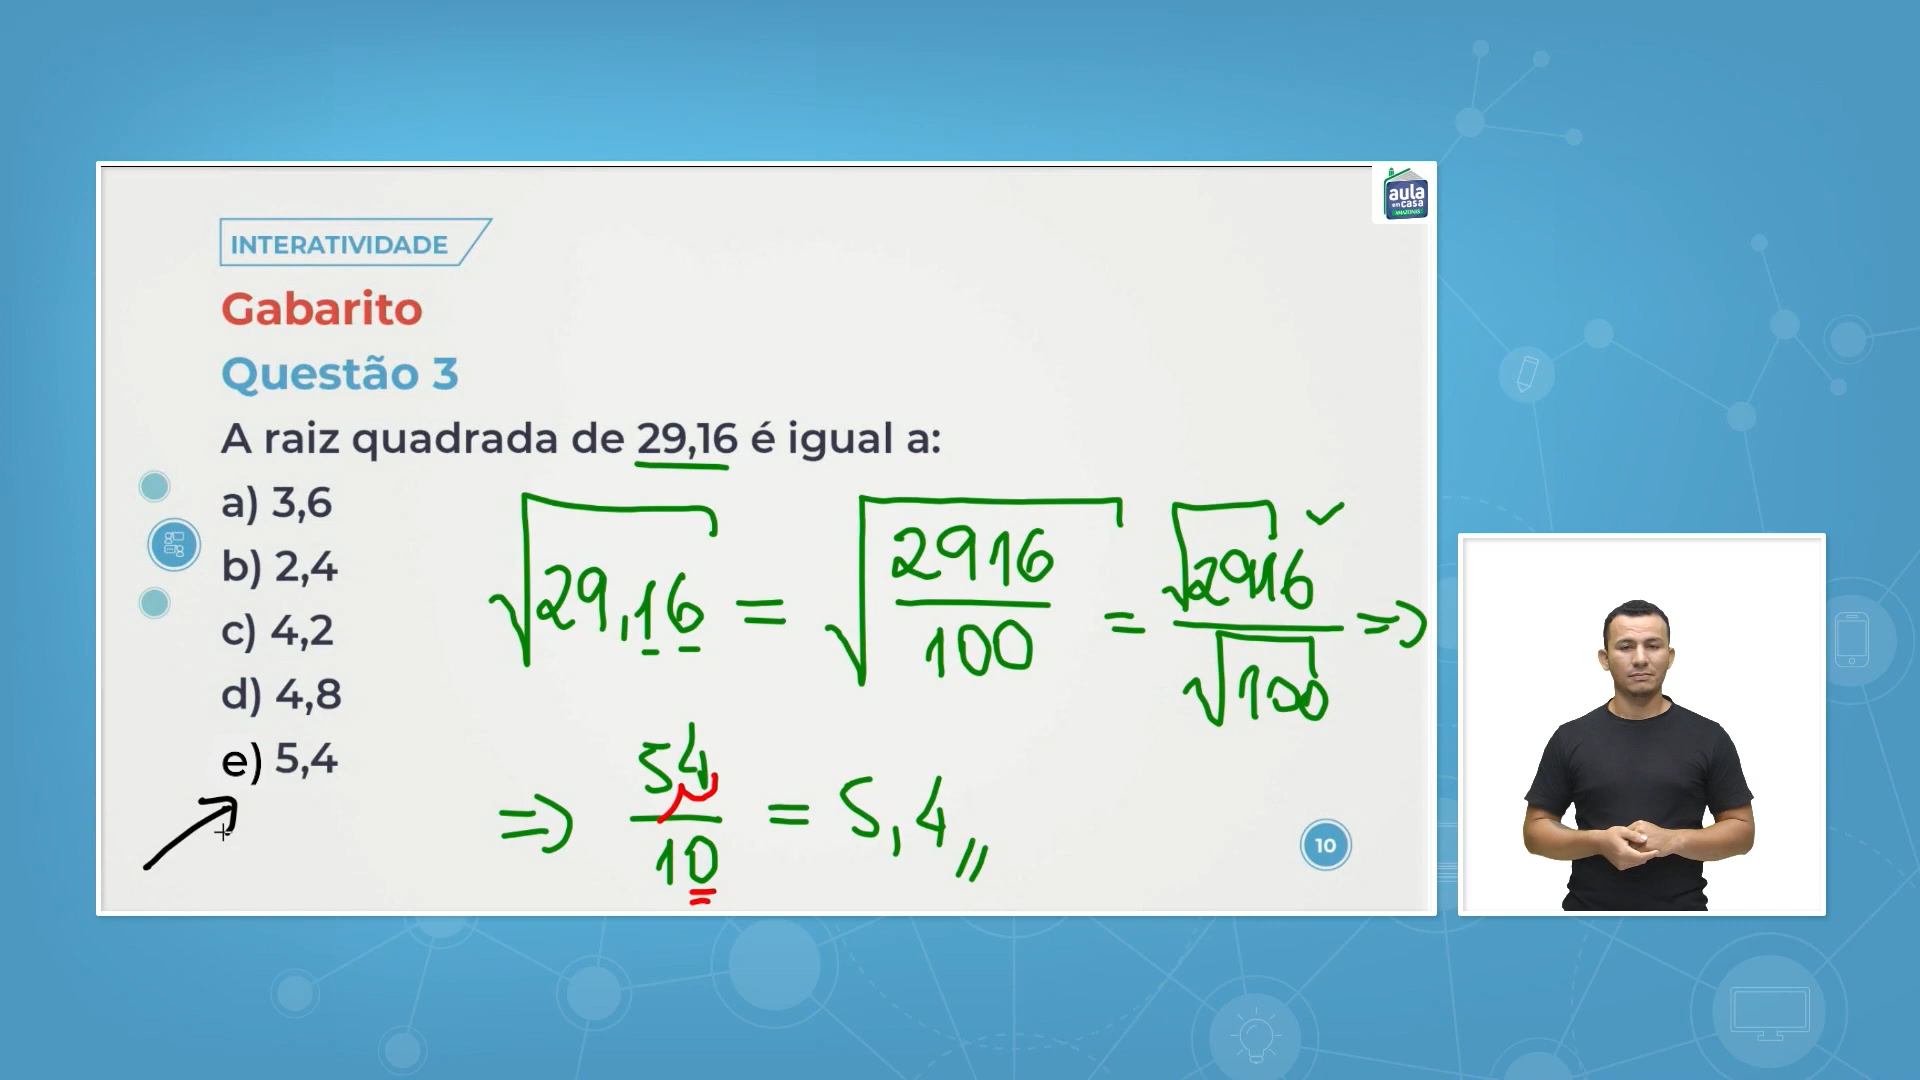 aula
em casa
AMAZONAS
INTERATIVIDADE
Gabarito
Questão 3
A raiz quadrada de 29,16 é igual a:
a) 3,6
b) 2,4
c) 4,2
d) 4,8
e) 5,4
√29,16 = √(2916/100) = √2916/√100 =>
=> 54/10 = 5,4,,
10